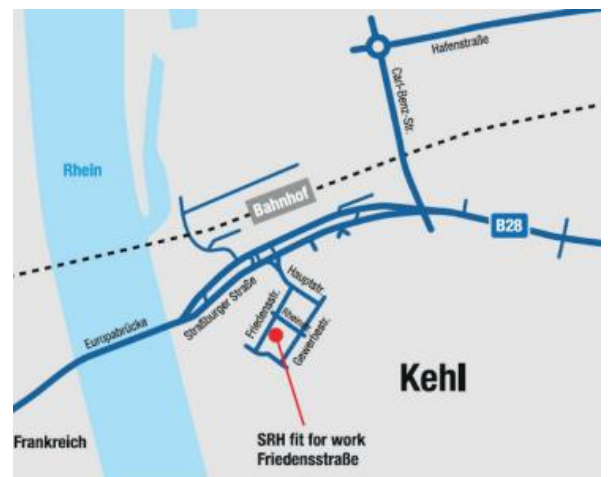 Hafenstraße
Carl-Benz-Str.
Rhein
Bahnhof
B28
Hauptstr.
Straßburger Straße
Friedensstr.
Gewerbestr.
Europabrücke
Kehl
Frankreich
SRH fit for work
Friedensstraße